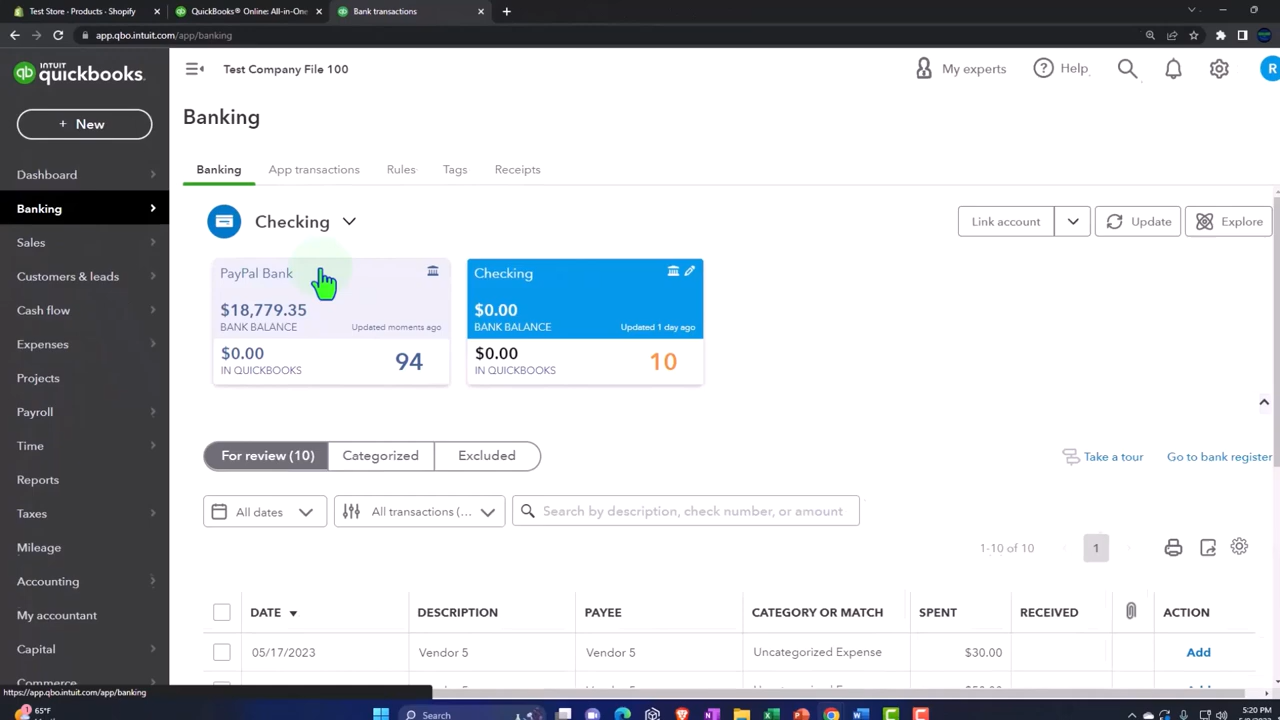 Test Store - Products - Shopify
QuickBooks® Online: All-in-One
Bank transactions
app.qbo.intuit.com/app/banking
INTUIT
quickbooks.
Test Company File 100
My experts
Help
R
+ New
Banking
Dashboard
Banking
Sales
Customers & leads
Cash flow
Expenses
Projects
Payroll
Time
Reports
Taxes
Mileage
Accounting
My accountant
Capital
Commerce
Banking
App transactions
Rules
Tags
Receipts
Checking
Link account
Update
Explore
PayPal Bank
$18,779.35
BANK BALANCE
Updated moments ago
$0.00
IN QUICKBOOKS
94
Checking
$0.00
BANK BALANCE
Updated 1 day ago
$0.00
IN QUICKBOOKS
10
For review (10)
Categorized
Excluded
Take a tour
Go to bank register
All dates
All transactions (...
Search by description, check number, or amount
1-10 of 10
1
DATE
DESCRIPTION
PAYEE
CATEGORY OR MATCH
SPENT
RECEIVED
ACTION
05/17/2023
Vendor 5
Vendor 5
Uncategorized Expense
$30.00
Add
https://app.qbo.intuit.com/app/banking
65°F
Search
5:20 PM